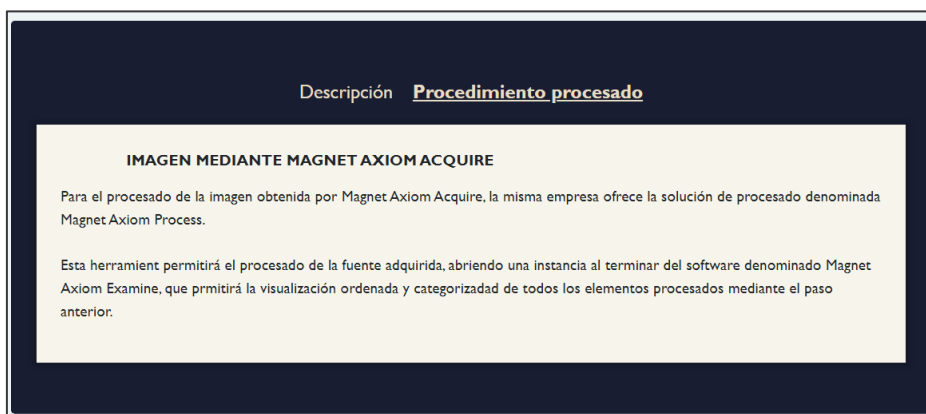 Descripción Procedimiento procesado
IMAGEN MEDIANTE MAGNET AXIOM ACQUIRE
Para el procesado de la imagen obtenida por Magnet Axiom Acquire, la misma empresa ofrece la solución de procesado denominada
Magnet Axiom Process.
Esta herramient permitirá el procesado de la fuente adquirida, abriendo una instancia al terminar del software denominado Magnet
Axiom Examine, que prmitirá la visualización ordenada y categorizadad de todos los elementos procesados mediante el paso
anterior.